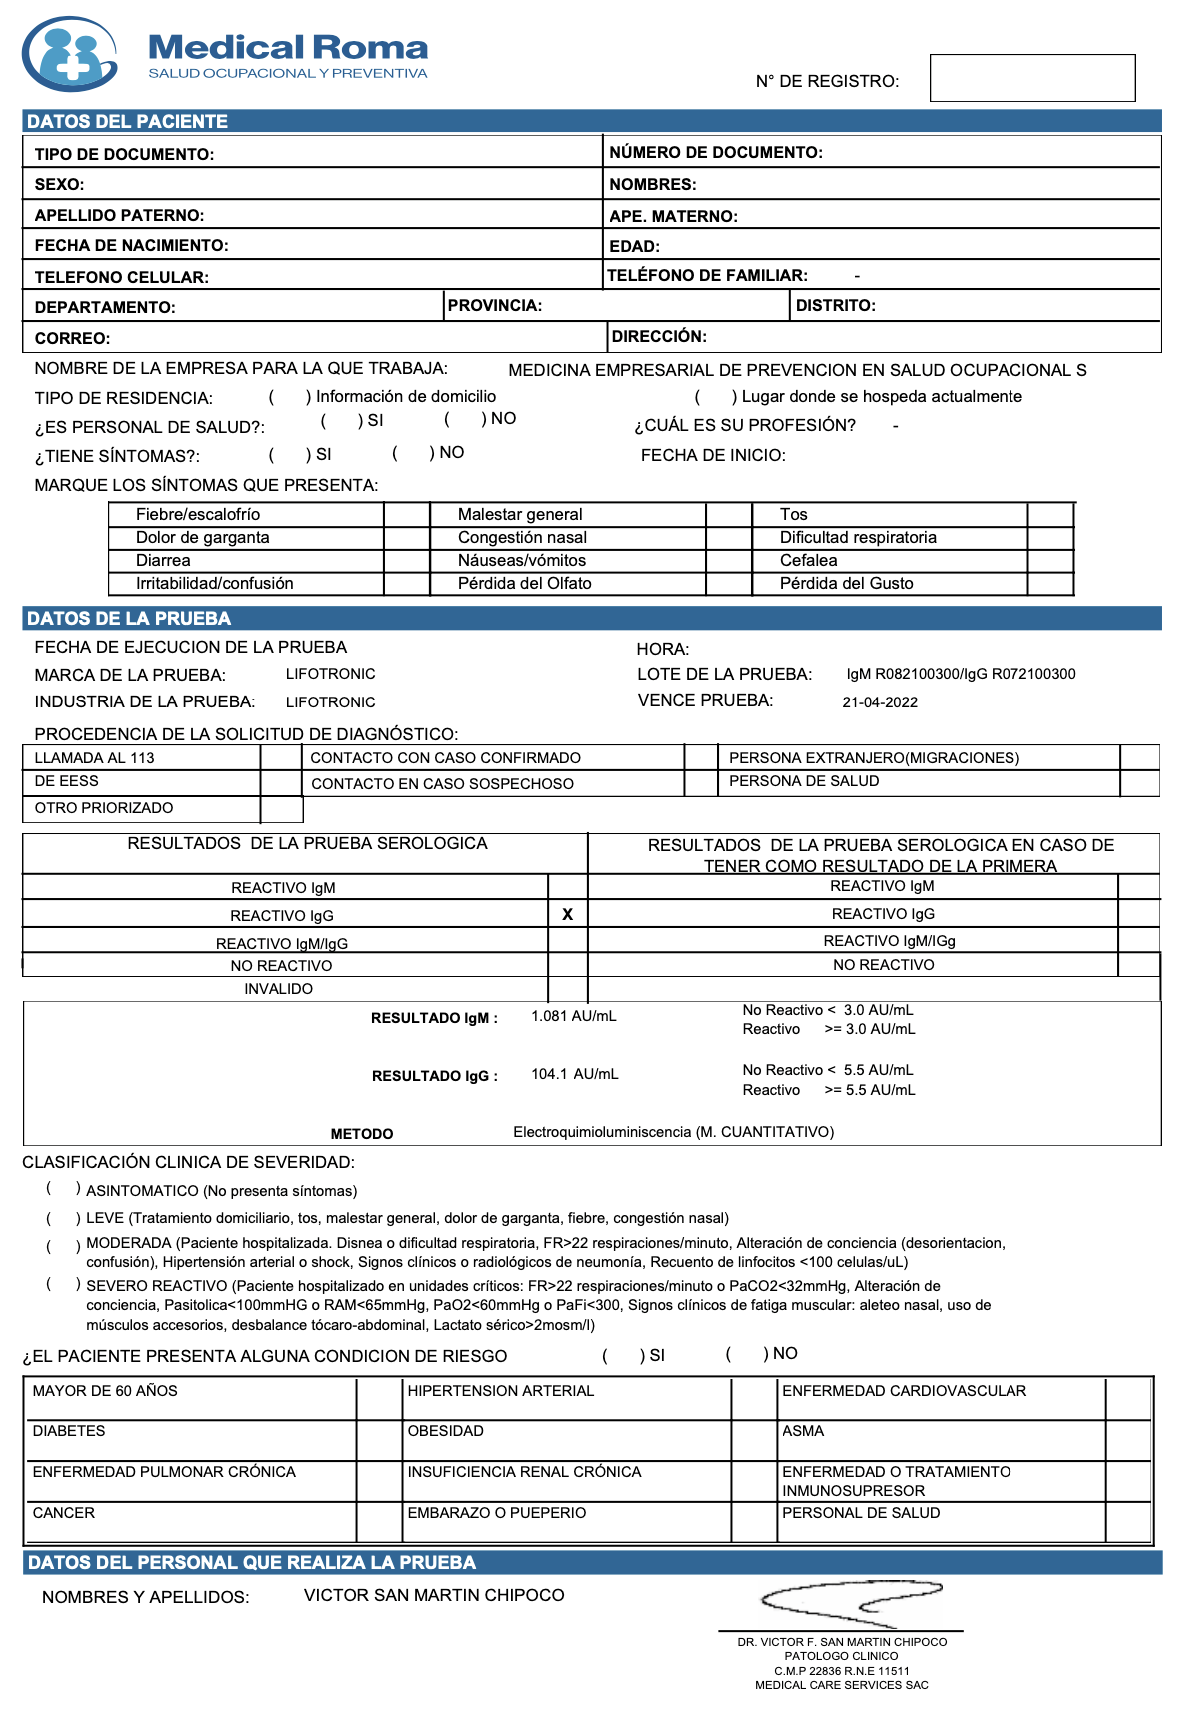 Medical Roma
SALUD OCUPACIONAL Y PREVENTIVA
N° DE REGISTRO:
DATOS DEL PACIENTE
TIPO DE DOCUMENTO: NÚMERO DE DOCUMENTO:
SEXO: NOMBRES:
APELLIDO PATERNO: APE. MATERNO:
FECHA DE NACIMIENTO: EDAD:
TELEFONO CELULAR: TELÉFONO DE FAMILIAR: -
DEPARTAMENTO: PROVINCIA: DISTRITO:
CORREO: DIRECCIÓN:
NOMBRE DE LA EMPRESA PARA LA QUE TRABAJA: MEDICINA EMPRESARIAL DE PREVENCION EN SALUD OCUPACIONAL S
TIPO DE RESIDENCIA: ( ) Información de domicilio ( ) Lugar donde se hospeda actualmente
¿ES PERSONAL DE SALUD?: ( ) SI ( ) NO ¿CUÁL ES SU PROFESIÓN? -
¿TIENE SÍNTOMAS?: ( ) SI ( ) NO FECHA DE INICIO:
MARQUE LOS SÍNTOMAS QUE PRESENTA:
Fiebre/escalofrío Malestar general Tos
Dolor de garganta Congestión nasal Dificultad respiratoria
Diarrea Náuseas/vómitos Cefalea
Irritabilidad/confusión Pérdida del Olfato Pérdida del Gusto
DATOS DE LA PRUEBA
FECHA DE EJECUCION DE LA PRUEBA HORA:
MARCA DE LA PRUEBA: LIFOTRONIC LOTE DE LA PRUEBA: IgM R082100300/IgG R072100300
INDUSTRIA DE LA PRUEBA: LIFOTRONIC VENCE PRUEBA: 21-04-2022
PROCEDENCIA DE LA SOLICITUD DE DIAGNÓSTICO:
LLAMADA AL 113 CONTACTO CON CASO CONFIRMADO PERSONA EXTRANJERO(MIGRACIONES)
DE EESS CONTACTO EN CASO SOSPECHOSO PERSONA DE SALUD
OTRO PRIORIZADO
RESULTADOS DE LA PRUEBA SEROLOGICA RESULTADOS DE LA PRUEBA SEROLOGICA EN CASO DE
TENER COMO RESULTADO DE LA PRIMERA
REACTIVO IgM REACTIVO IgM
REACTIVO IgG X REACTIVO IgG
REACTIVO IgM/IgG REACTIVO IgM/IGg
NO REACTIVO NO REACTIVO
INVALIDO
RESULTADO IgM : 1.081 AU/mL No Reactivo < 3.0 AU/mL
Reactivo >= 3.0 AU/mL
RESULTADO IgG : 104.1 AU/mL No Reactivo < 5.5 AU/mL
Reactivo >= 5.5 AU/mL
METODO Electroquimioluminiscencia (M. CUANTITATIVO)
CLASIFICACIÓN CLINICA DE SEVERIDAD:
( ) ASINTOMATICO (No presenta síntomas)
( ) LEVE (Tratamiento domiciliario, tos, malestar general, dolor de garganta, fiebre, congestión nasal)
( ) MODERADA (Paciente hospitalizada. Disnea o dificultad respiratoria, FR>22 respiraciones/minuto, Alteración de conciencia (desorientacion,
confusión), Hipertensión arterial o shock, Signos clínicos o radiológicos de neumonía, Recuento de linfocitos <100 celulas/uL)
( ) SEVERO REACTIVO (Paciente hospitalizado en unidades críticos: FR>22 respiraciones/minuto o PaCO2<32mmHg, Alteración de
conciencia, Pasitolica<100mmHG o RAM<65mmHg, PaO2<60mmHg o PaFi<300, Signos clínicos de fatiga muscular: aleteo nasal, uso de
músculos accesorios, desbalance tócaro-abdominal, Lactato sérico>2mosm/l)
¿EL PACIENTE PRESENTA ALGUNA CONDICION DE RIESGO ( ) SI ( ) NO
MAYOR DE 60 AÑOS HIPERTENSION ARTERIAL ENFERMEDAD CARDIOVASCULAR
DIABETES OBESIDAD ASMA
ENFERMEDAD PULMONAR CRÓNICA INSUFICIENCIA RENAL CRÓNICA ENFERMEDAD O TRATAMIENTO
INMUNOSUPRESOR
CANCER EMBARAZO O PUEPERIO PERSONAL DE SALUD
DATOS DEL PERSONAL QUE REALIZA LA PRUEBA
NOMBRES Y APELLIDOS: VICTOR SAN MARTIN CHIPOCO
DR. VICTOR F. SAN MARTIN CHIPOCO
PATOLOGO CLINICO
C.M.P 22836 R.N.E 11511
MEDICAL CARE SERVICES SAC